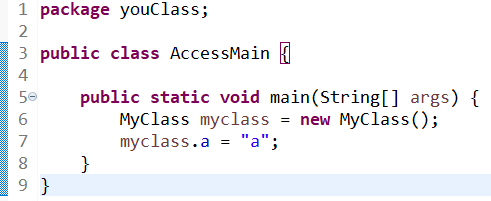 1 package youClass;
2
3 public class AccessMain {
4
5 public static void main(String[] args) {
6 MyClass myclass = new MyClass();
7 myclass.a = "a";
8 }
9 }